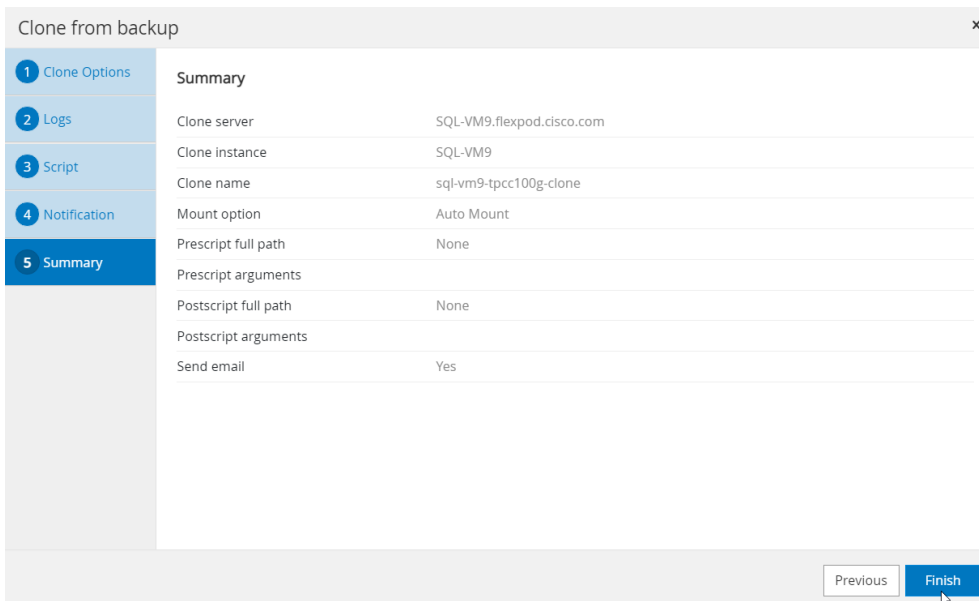 Clone from backup
×
1 Clone Options
2 Logs
3 Script
4 Notification
5 Summary
Summary
Clone server SQL-VM9.flexpod.cisco.com
Clone instance SQL-VM9
Clone name sql-vm9-tpcc100g-clone
Mount option Auto Mount
Prescript full path None
Prescript arguments
Postscript full path None
Postscript arguments
Send email Yes
Previous Finish